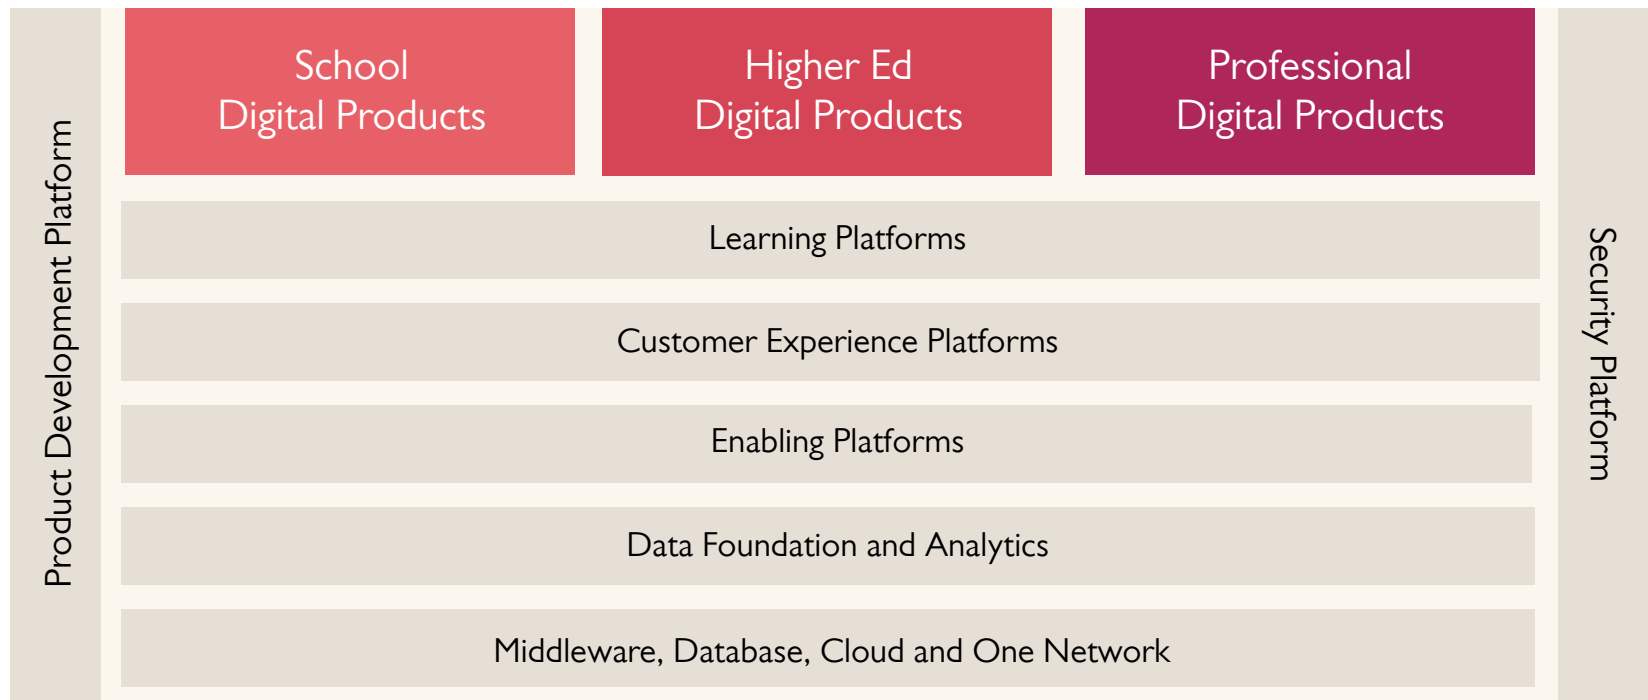 School
Digital Products
Higher Ed
Digital Products
Professional
Digital Products
Product Development Platform
Learning Platforms
Customer Experience Platforms
Enabling Platforms
Data Foundation and Analytics
Middleware, Database, Cloud and One Network
Security Platform